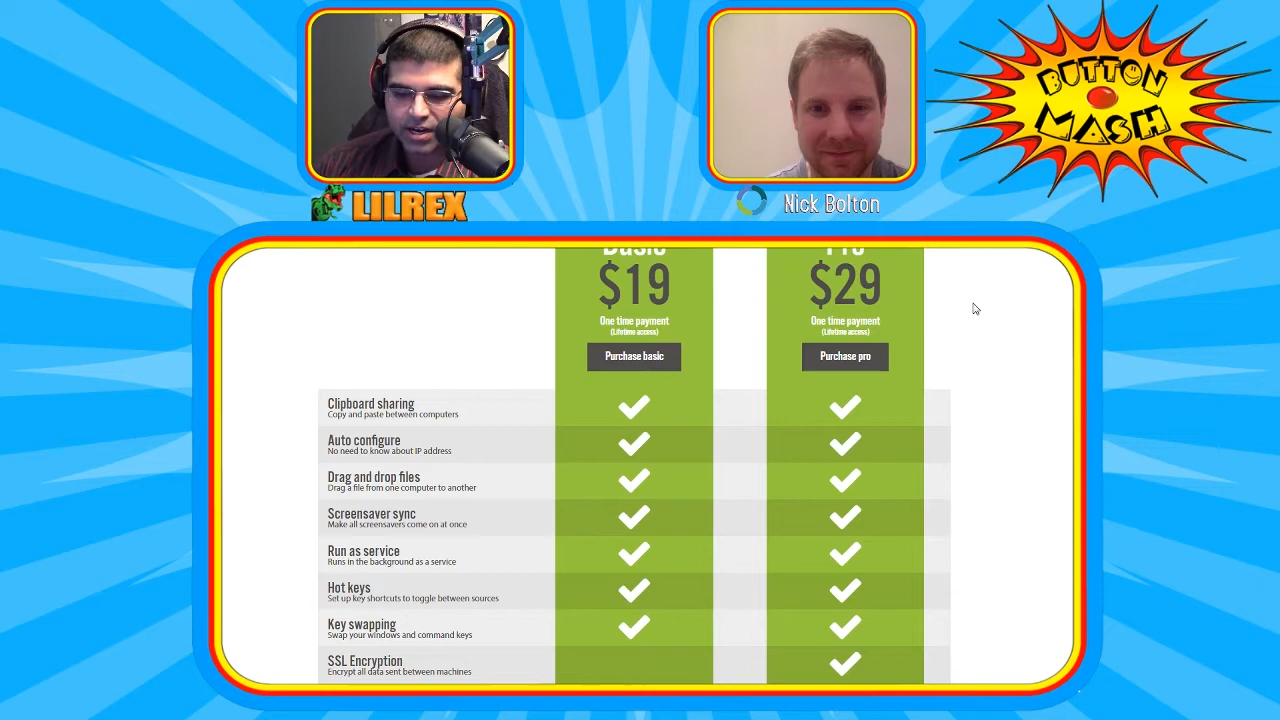 BUTTON
MASH
LILREX
Nick Bolton
Basic
Pro
$19
$29
One time payment
(Lifetime access)
One time payment
(Lifetime access)
Purchase basic
Purchase pro
Clipboard sharing
Copy and paste between computers
Auto configure
No need to know about IP address
Drag and drop files
Drag a file from one computer to another
Screensaver sync
Make all screensavers come on at once
Run as service
Runs in the background as a service
Hot keys
Set up key shortcuts to toggle between sources
Key swapping
Swap your windows and command keys
SSL Encryption
Encrypt all data sent between machines